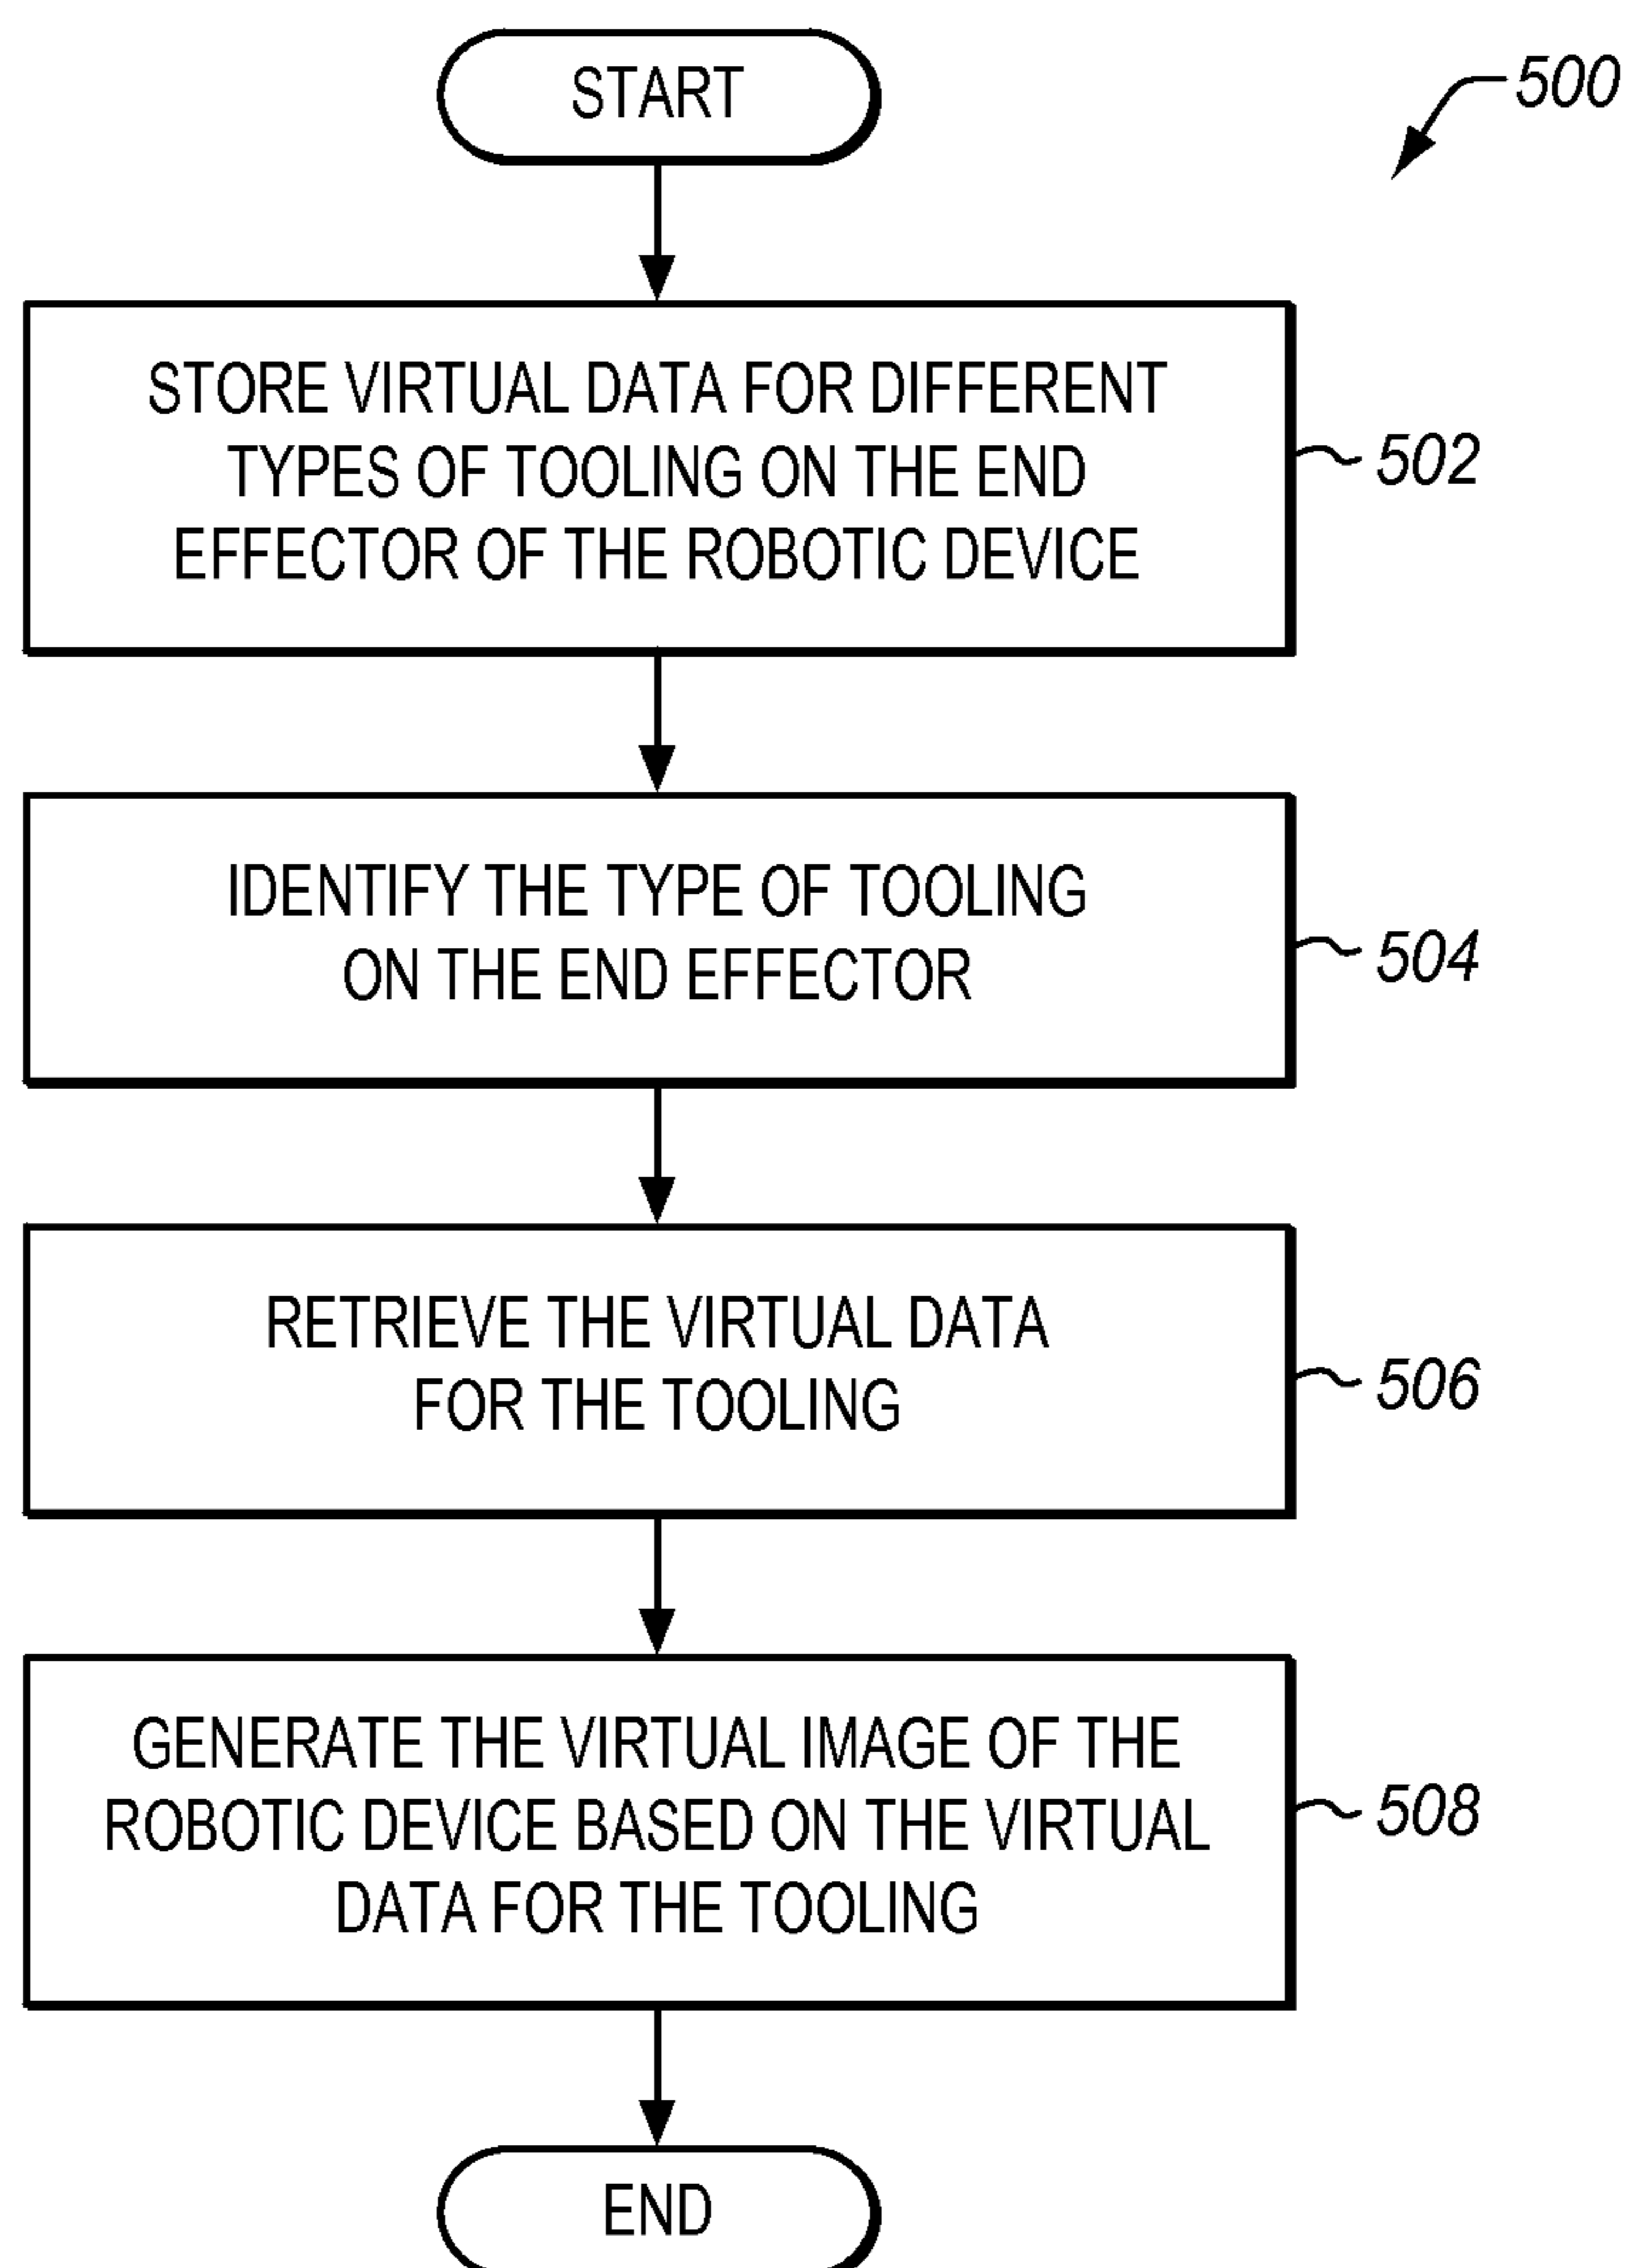 START
500
STORE VIRTUAL DATA FOR DIFFERENT
TYPES OF TOOLING ON THE END
EFFECTOR OF THE ROBOTIC DEVICE
502
IDENTIFY THE TYPE OF TOOLING
ON THE END EFFECTOR
504
RETRIEVE THE VIRTUAL DATA
FOR THE TOOLING
506
GENERATE THE VIRTUAL IMAGE OF THE
ROBOTIC DEVICE BASED ON THE VIRTUAL
DATA FOR THE TOOLING
508
END